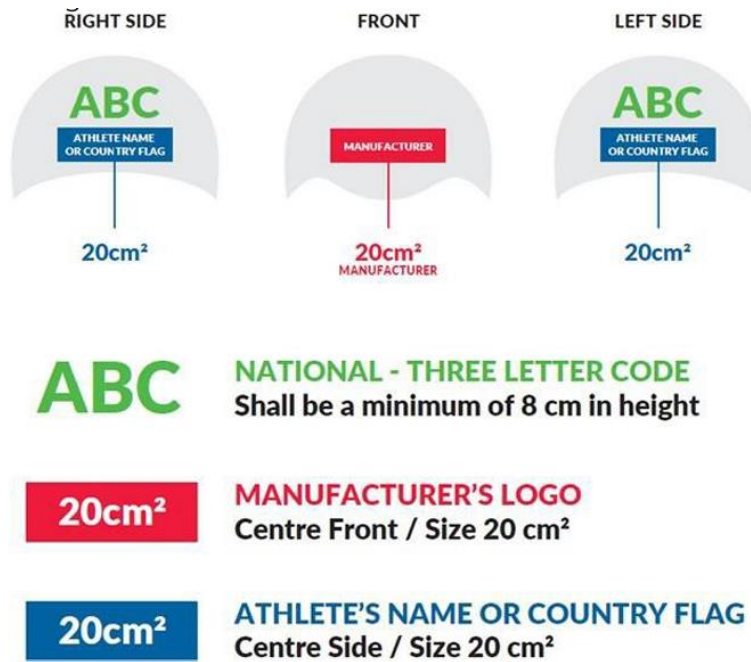 RIGHT SIDE
FRONT
LEFT SIDE
ABC
ATHLETE NAME
OR COUNTRY FLAG
20cm²
MANUFACTURER
20cm²
MANUFACTURER
ABC
ATHLETE NAME
OR COUNTRY FLAG
20cm²
ABC
NATIONAL - THREE LETTER CODE
Shall be a minimum of 8 cm in height
20cm²
MANUFACTURER'S LOGO
Centre Front / Size 20 cm²
20cm²
ATHLETE'S NAME OR COUNTRY FLAG
Centre Side / Size 20 cm²